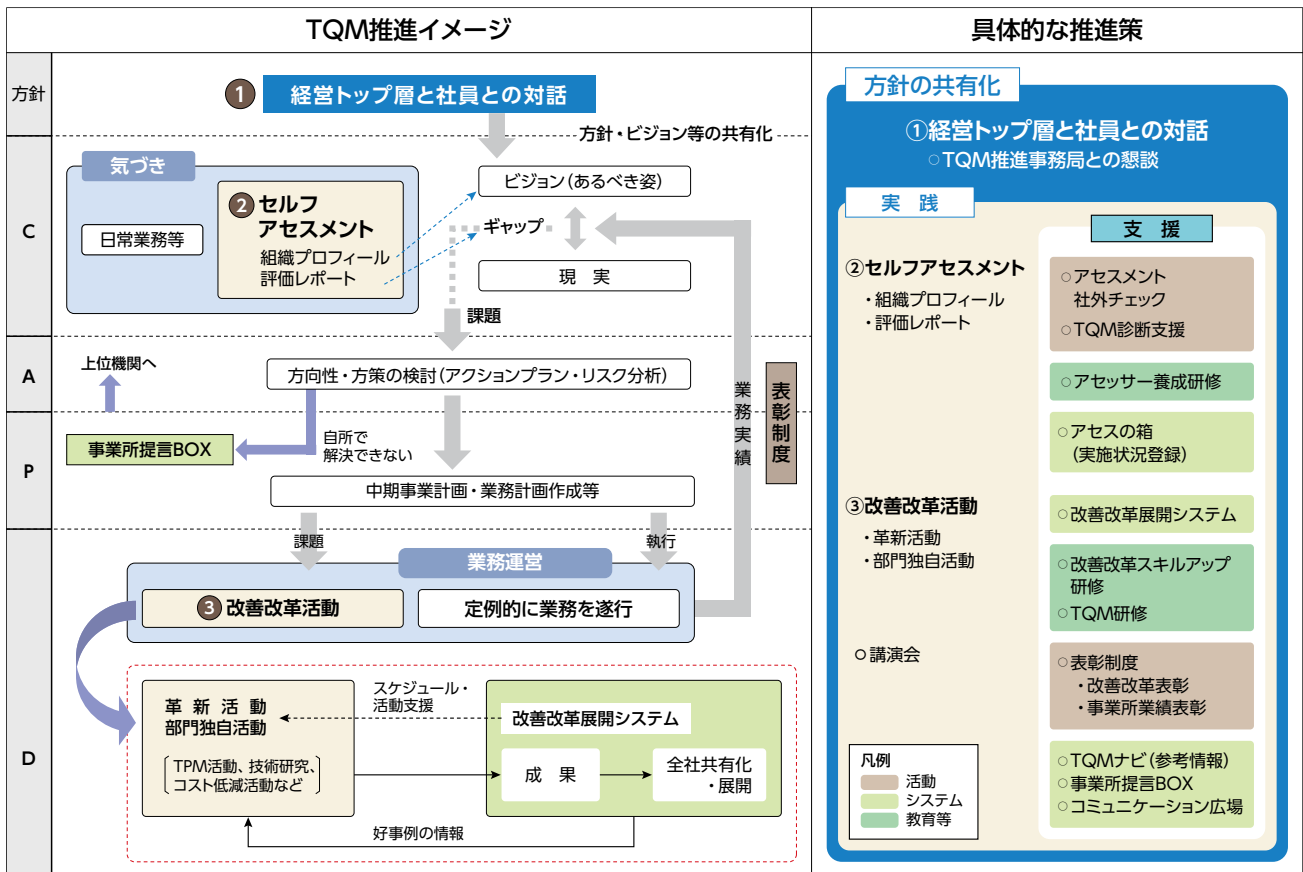 TQM推進イメージ
具体的な推進策
方針
① 経営トップ層と社員との対話
方針・ビジョン等の共有化
C
気づき
日常業務等
② セルフ
アセスメント
組織プロフィール
評価レポート
ビジョン(あるべき姿)
ギャップ
現 実
課題
A
上位機関へ
方向性・方策の検討(アクションプラン・リスク分析)
P
事業所提言BOX
自所で
解決できない
中期事業計画・業務計画作成等
業務実績
表彰制度
D
課題
執行
業務運営
③ 改善改革活動
定例的に業務を遂行
革 新 活 動
部門独自活動
TPM活動、技術研究、
コスト低減活動など
スケジュール・
活動支援
改善改革展開システム
成 果
全社共有化
・展開
好事例の情報
方針の共有化
①経営トップ層と社員との対話
○TQM推進事務局との懇談
実 践
支 援
②セルフアセスメント
・組織プロフィール
・評価レポート
○アセスメント
社外チェック
○TQM診断支援
○アセッサー養成研修
○アセスの箱
(実施状況登録)
③改善改革活動
・革新活動
・部門独自活動
○改善改革展開システム
○改善改革スキルアップ
研修
○TQM研修
○講演会
○表彰制度
・改善改革表彰
・事業所業績表彰
凡例
活動
システム
教育等
○TQMナビ(参考情報)
○事業所提言BOX
○コミュニケーション広場